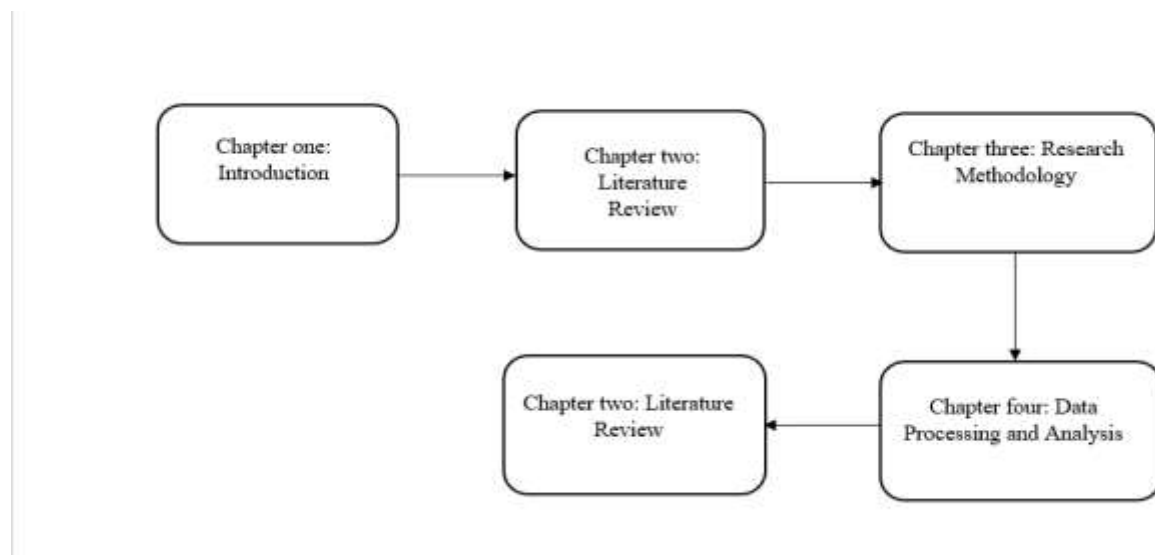 Chapter one:
Introduction
Chapter two:
Literature
Review
Chapter three: Research
Methodology
Chapter four: Data
Processing and Analysis
Chapter two: Literature
Review